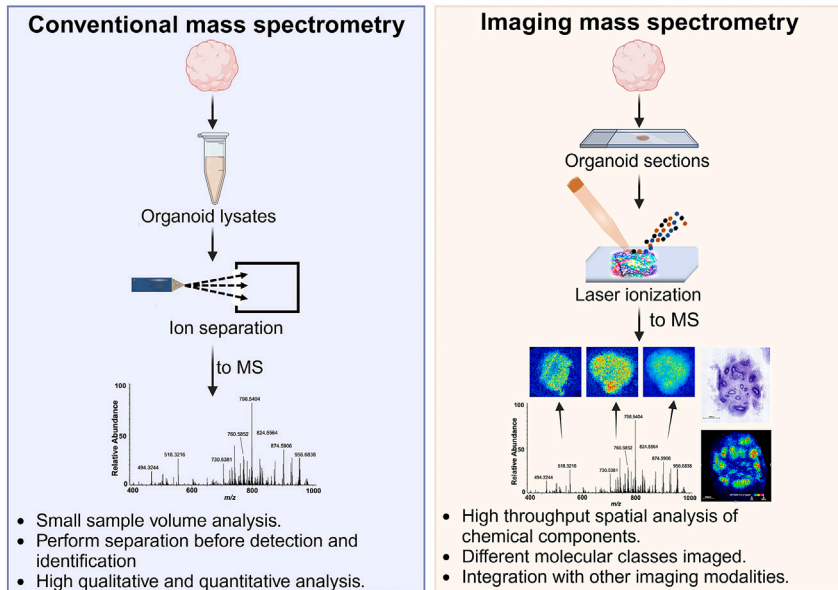 Conventional mass spectrometry
Organoid lysates
Ion separation
to MS
Relative Abundance
100
50
0
798.5404
760.5852
824.5564
874.5906
518.3216
730.5381
956.6838
494.3244
400
600
800
1000
m/z
• Small sample volume analysis.
• Perform separation before detection and
identification
• High qualitative and quantitative analysis.
Imaging mass spectrometry
Organoid sections
Laser ionization
to MS
Relative Abundance
100
50
0
798.5404
760.5852
824.5564
874.5906
518.3216
730.5381
956.6838
494.3244
400
600
800
1000
m/z
• High throughput spatial analysis of
chemical components.
• Different molecular classes imaged.
• Integration with other imaging modalities.